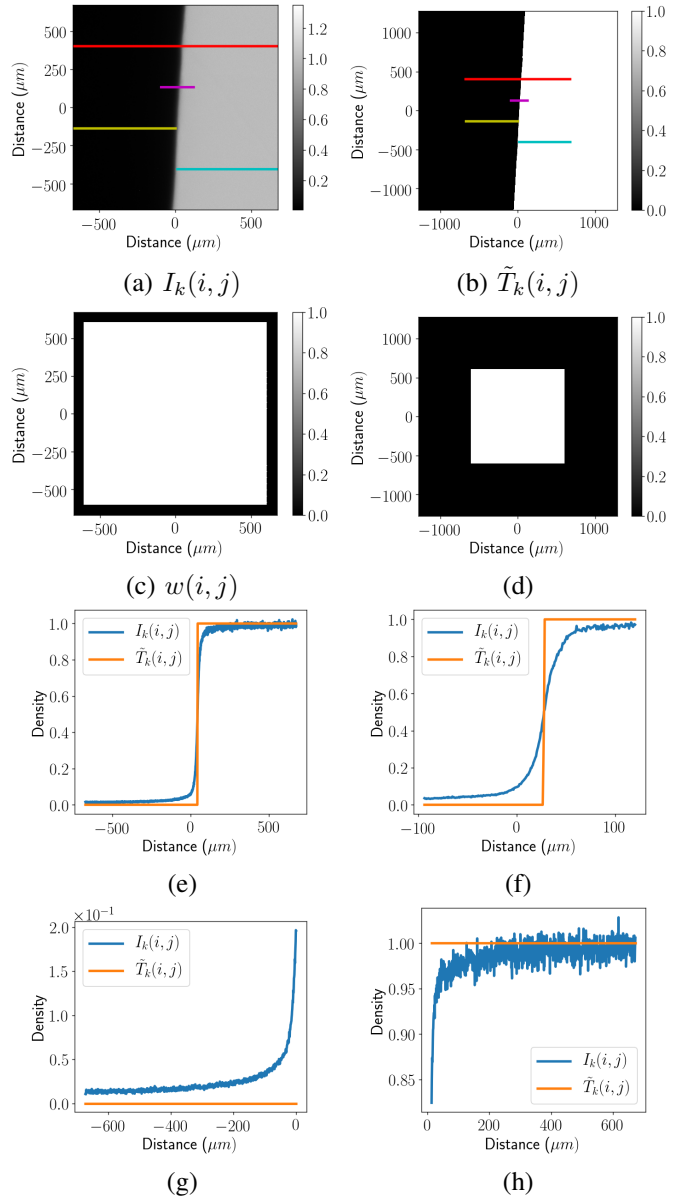 500
250
0
−250
−500
−500
0
500
Distance (μm)
Distance (μm)
1.2
1.0
0.8
0.6
0.4
0.2
(a) I_k(i, j)
1000
500
0
−500
−1000
−1000
0
1000
Distance (μm)
Distance (μm)
1.0
0.8
0.6
0.4
0.2
0.0
(b) T̃_k(i, j)
500
250
0
−250
−500
−500
0
500
Distance (μm)
Distance (μm)
1.0
0.8
0.6
0.4
0.2
0.0
(c) w(i, j)
1000
500
0
−500
−1000
−1000
0
1000
Distance (μm)
Distance (μm)
1.0
0.8
0.6
0.4
0.2
0.0
(d)
1.0
0.8
0.6
0.4
0.2
0.0
Density
I_k(i, j)
T̃_k(i, j)
−500
0
500
Distance (μm)
(e)
1.0
0.8
0.6
0.4
0.2
0.0
Density
I_k(i, j)
T̃_k(i, j)
−100
0
100
Distance (μm)
(f)
×10⁻¹
2.0
1.5
1.0
0.5
0.0
Density
I_k(i, j)
T̃_k(i, j)
−600
−400
−200
0
Distance (μm)
(g)
1.00
0.95
0.90
0.85
Density
I_k(i, j)
T̃_k(i, j)
0
200
400
600
Distance (μm)
(h)